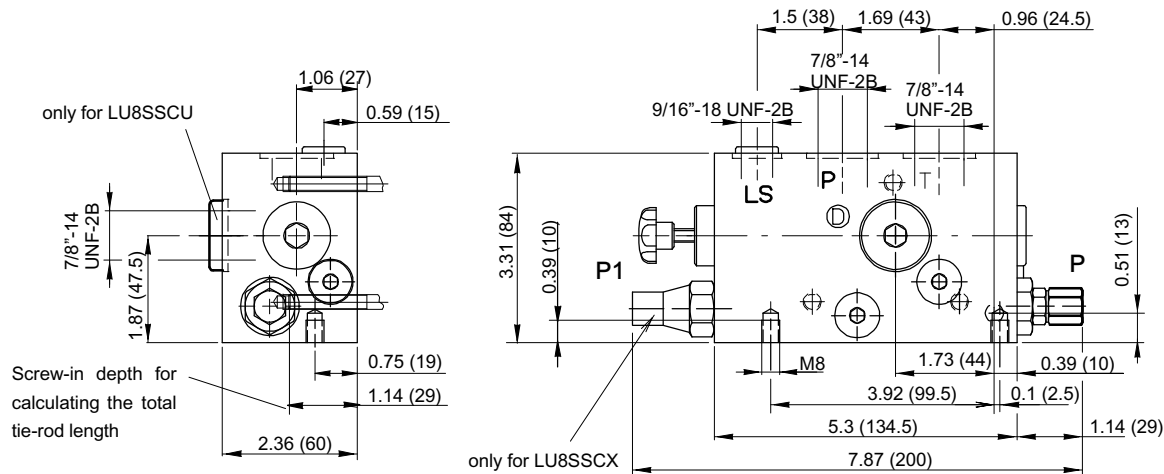 1.5 (38)
1.69 (43)
0.96 (24.5)
1.06 (27)
only for LU8SSCU
0.59 (15)
7/8”-14
UNF-2B
7/8”-14
UNF-2B
9/16”-18 UNF-2B
LS
P
T
D
7/8”-14
UNF-2B
1.87 (47.5)
3.31 (84)
0.39 (10)
P1
P
0.51 (13)
0.75 (19)
1.14 (29)
2.36 (60)
Screw-in depth for
calculating the total
tie-rod length
M8
1.73 (44)
0.39 (10)
3.92 (99.5)
0.1 (2.5)
5.3 (134.5)
1.14 (29)
only for LU8SSCX
7.87 (200)